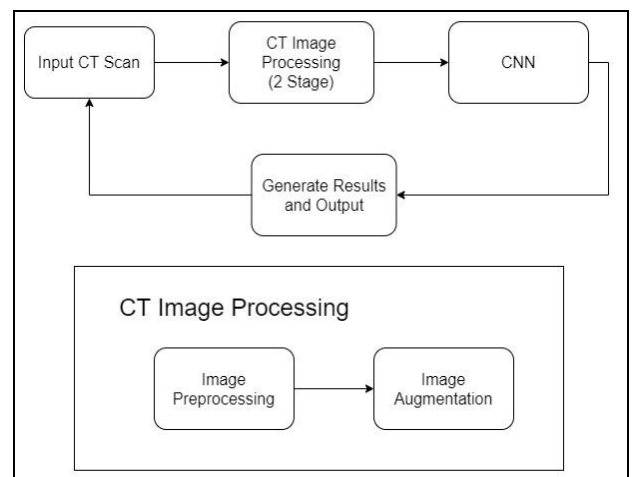 Input CT Scan
CT Image
Processing
(2 Stage)
CNN
Generate Results
and Output
CT Image Processing
Image
Preprocessing
Image
Augmentation